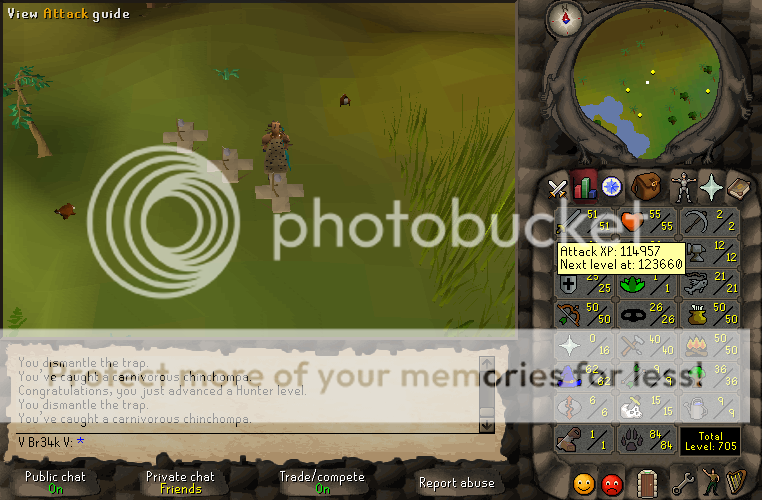 View Attack guide
photobucket
Protect more of your memories for less!
You dismantle the trap.
You've caught a carnivorous chinchompa.
Congratulations, you just advanced a Hunter level.
You dismantle the trap.
You've caught a carnivorous chinchompa.
V Br34k V: *
Public chat
On
Private chat
Friends
Trade/compete
On
Report abuse
51 55 2
51 55 2
Attack XP: 114957
Next level at: 123660
12
12
25 1 21
25 1 21
50 26 50
50 26 50
0 40 50
16 40 50
62 9 36
62 9 36
6 15 9
6 15 9
1 84
1 84
Total
Level: 705